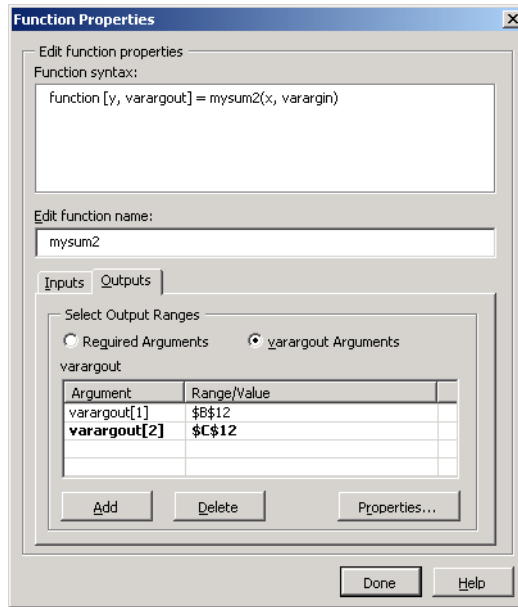 Function Properties
Edit function properties
Function syntax:
function [y, varargout] = mysum2(x, varargin)
Edit function name:
mysum2
Inputs Outputs
Select Output Ranges
Required Arguments varargout Arguments
varargout
Argument Range/Value
varargout[1] $B$12
varargout[2] $C$12
Add Delete Properties...
Done Help